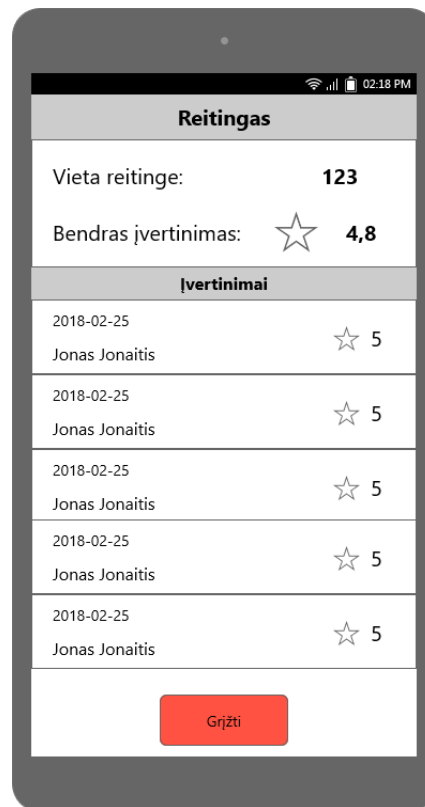 02:18 PM
Reitingas
Vieta reitinge: 123
Bendras įvertinimas: 4,8
Įvertinimai
2018-02-25
Jonas Jonaitis 5
2018-02-25
Jonas Jonaitis 5
2018-02-25
Jonas Jonaitis 5
2018-02-25
Jonas Jonaitis 5
2018-02-25
Jonas Jonaitis 5
Grįžti